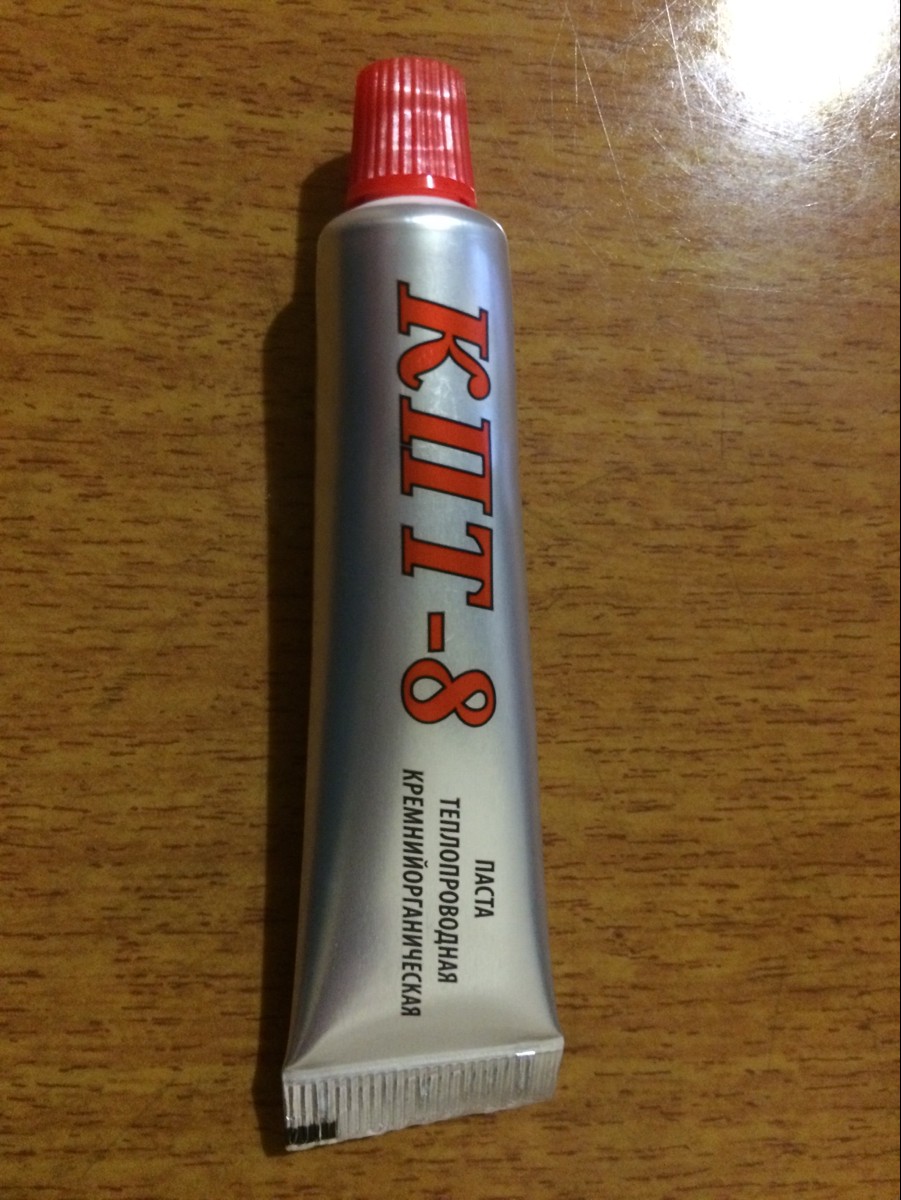 КПТ-8
ПАСТА
ТЕПЛОПРОВОДНАЯ
КРЕМНИЙОРГАНИЧЕСКАЯ